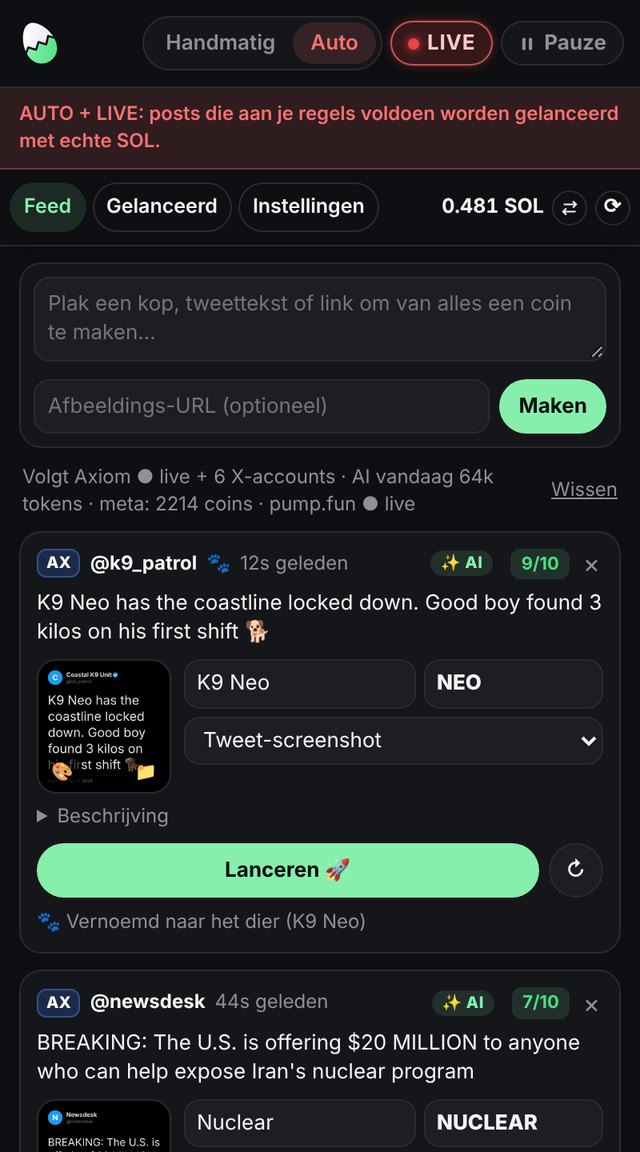 Handmatig Auto LIVE Pauze
AUTO + LIVE: posts die aan je regels voldoen worden gelanceerd
met echte SOL.
Feed Gelanceerd Instellingen 0.481 SOL
Plak een kop, tweettekst of link om van alles een coin
te maken...
Afbeeldings-URL (optioneel) Maken
Volgt Axiom ● live + 6 X-accounts · AI vandaag 64k
tokens · meta: 2214 coins · pump.fun ● live
Wissen
AX @k9_patrol 🐾 12s geleden ✨ AI 9/10 ×
K9 Neo has the coastline locked down. Good boy found 3
kilos on his first shift 🐕
C Coastal K9 Unit
K9 Neo has the
coastline locked
down. Good boy
found 3 kilos on
his first shift
K9 Neo NEO
Tweet-screenshot
Beschrijving
Lanceren 🚀
🐾 Vernoemd naar het dier (K9 Neo)
AX @newsdesk 44s geleden ✨ AI 7/10 ×
BREAKING: The U.S. is offering $20 MILLION to anyone
who can help expose Iran's nuclear program
N Newsdesk
@newsdesk
BREAKING: The U.S. is
Nuclear NUCLEAR